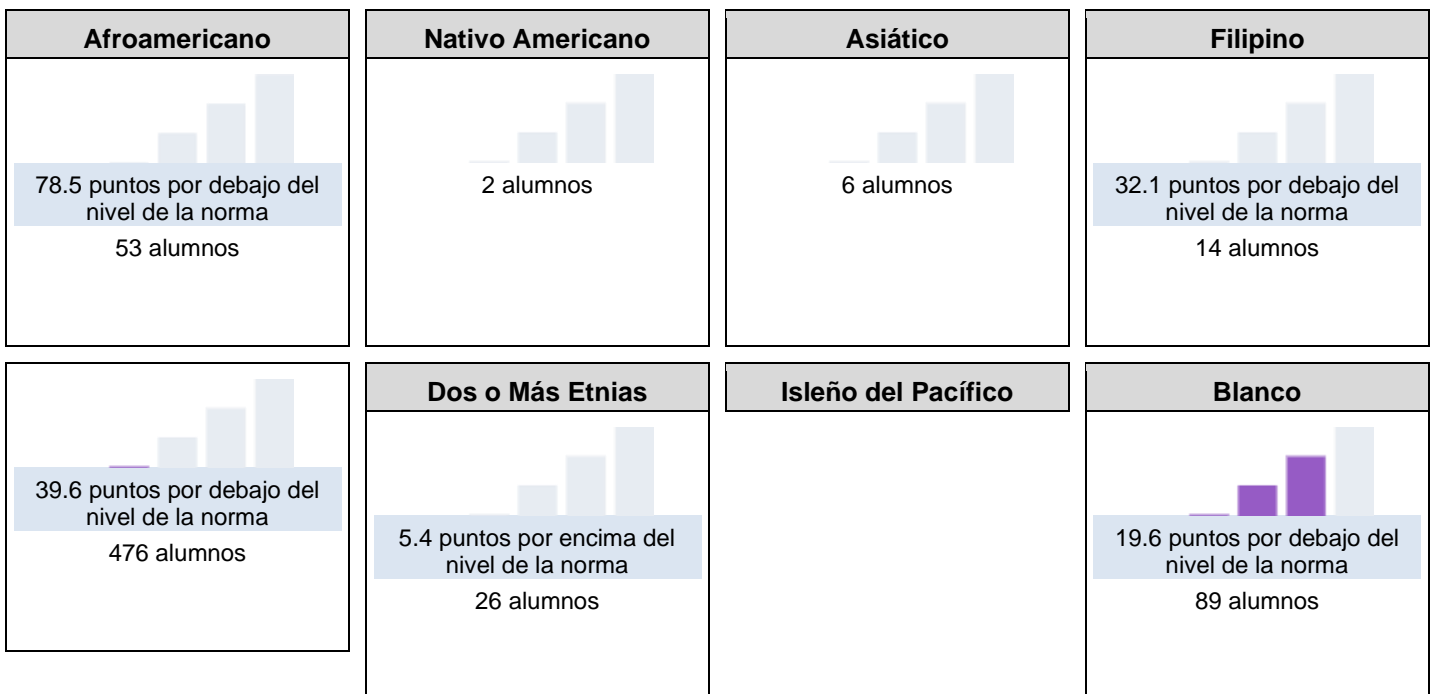 Afroamericano
78.5 puntos por debajo del
nivel de la norma
53 alumnos
Nativo Americano
2 alumnos
Asiático
6 alumnos
Filipino
32.1 puntos por debajo del
nivel de la norma
14 alumnos
39.6 puntos por debajo del
nivel de la norma
476 alumnos
Dos o Más Etnias
5.4 puntos por encima del
nivel de la norma
26 alumnos
Isleño del Pacífico
Blanco
19.6 puntos por debajo del
nivel de la norma
89 alumnos